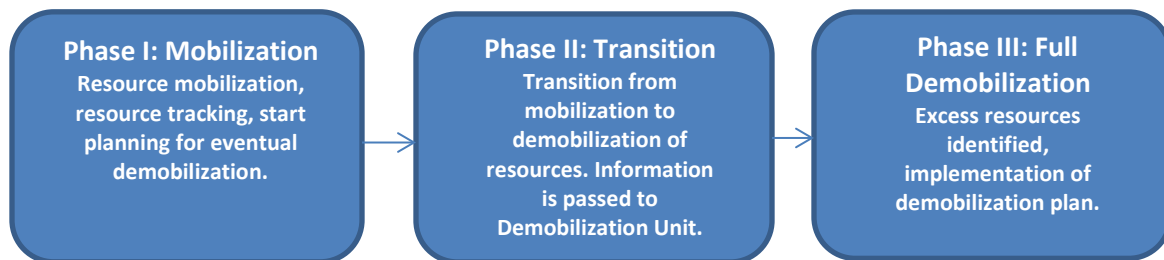 Phase I: Mobilization
Resource mobilization,
resource tracking, start
planning for eventual
demobilization.
Phase II: Transition
Transition from
mobilization to
demobilization of
resources. Information
is passed to
Demobilization Unit.
Phase III: Full
Demobilization
Excess resources
identified,
implementation of
demobilization plan.